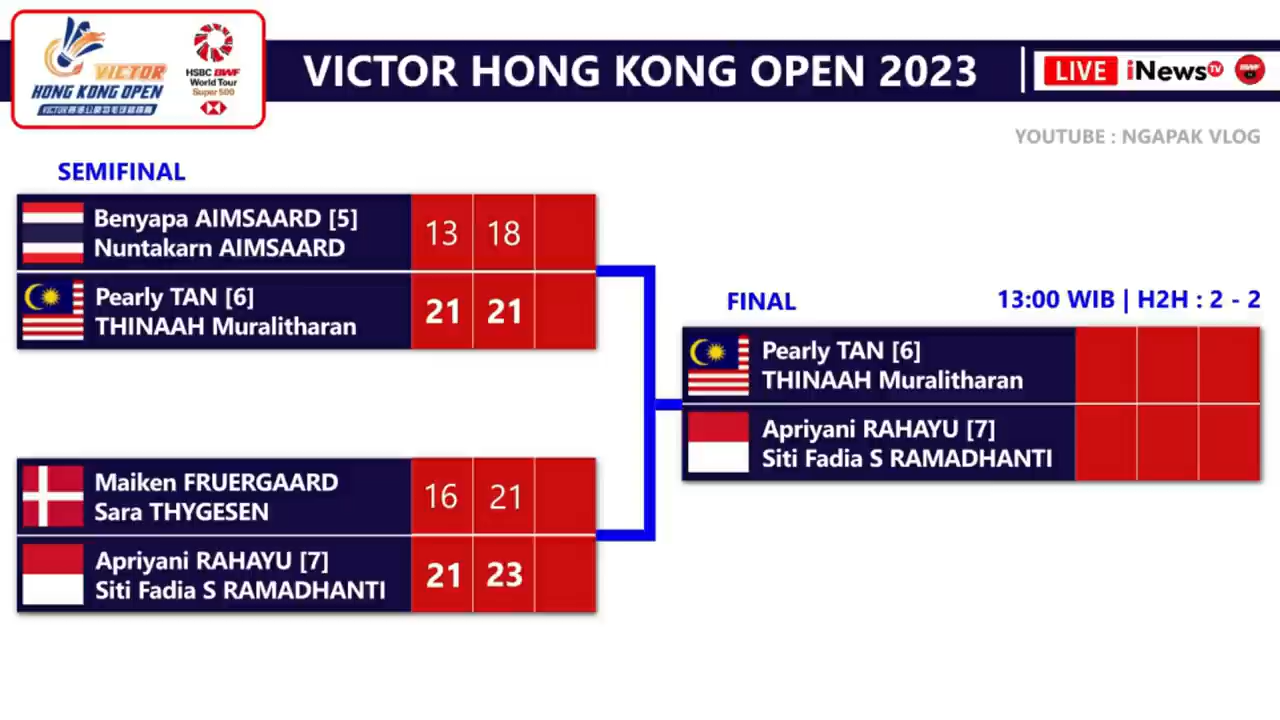 VICTOR
HONG KONG OPEN
HSBC BWF
World Tour
Super 500
VICTOR HONG KONG OPEN 2023
LIVE
iNews TV
YOUTUBE : NGAPAK VLOG
SEMIFINAL
Benyapa AIMSAARD [5]
Nuntakarn AIMSAARD
13 18
Pearly TAN [6]
THINAAH Muralitharan
21 21
Maiken FRUERGAARD
Sara THYGESEN
16 21
Apriyani RAHAYU [7]
Siti Fadia S RAMADHANTI
21 23
FINAL
13:00 WIB | H2H : 2 - 2
Pearly TAN [6]
THINAAH Muralitharan
Apriyani RAHAYU [7]
Siti Fadia S RAMADHANTI